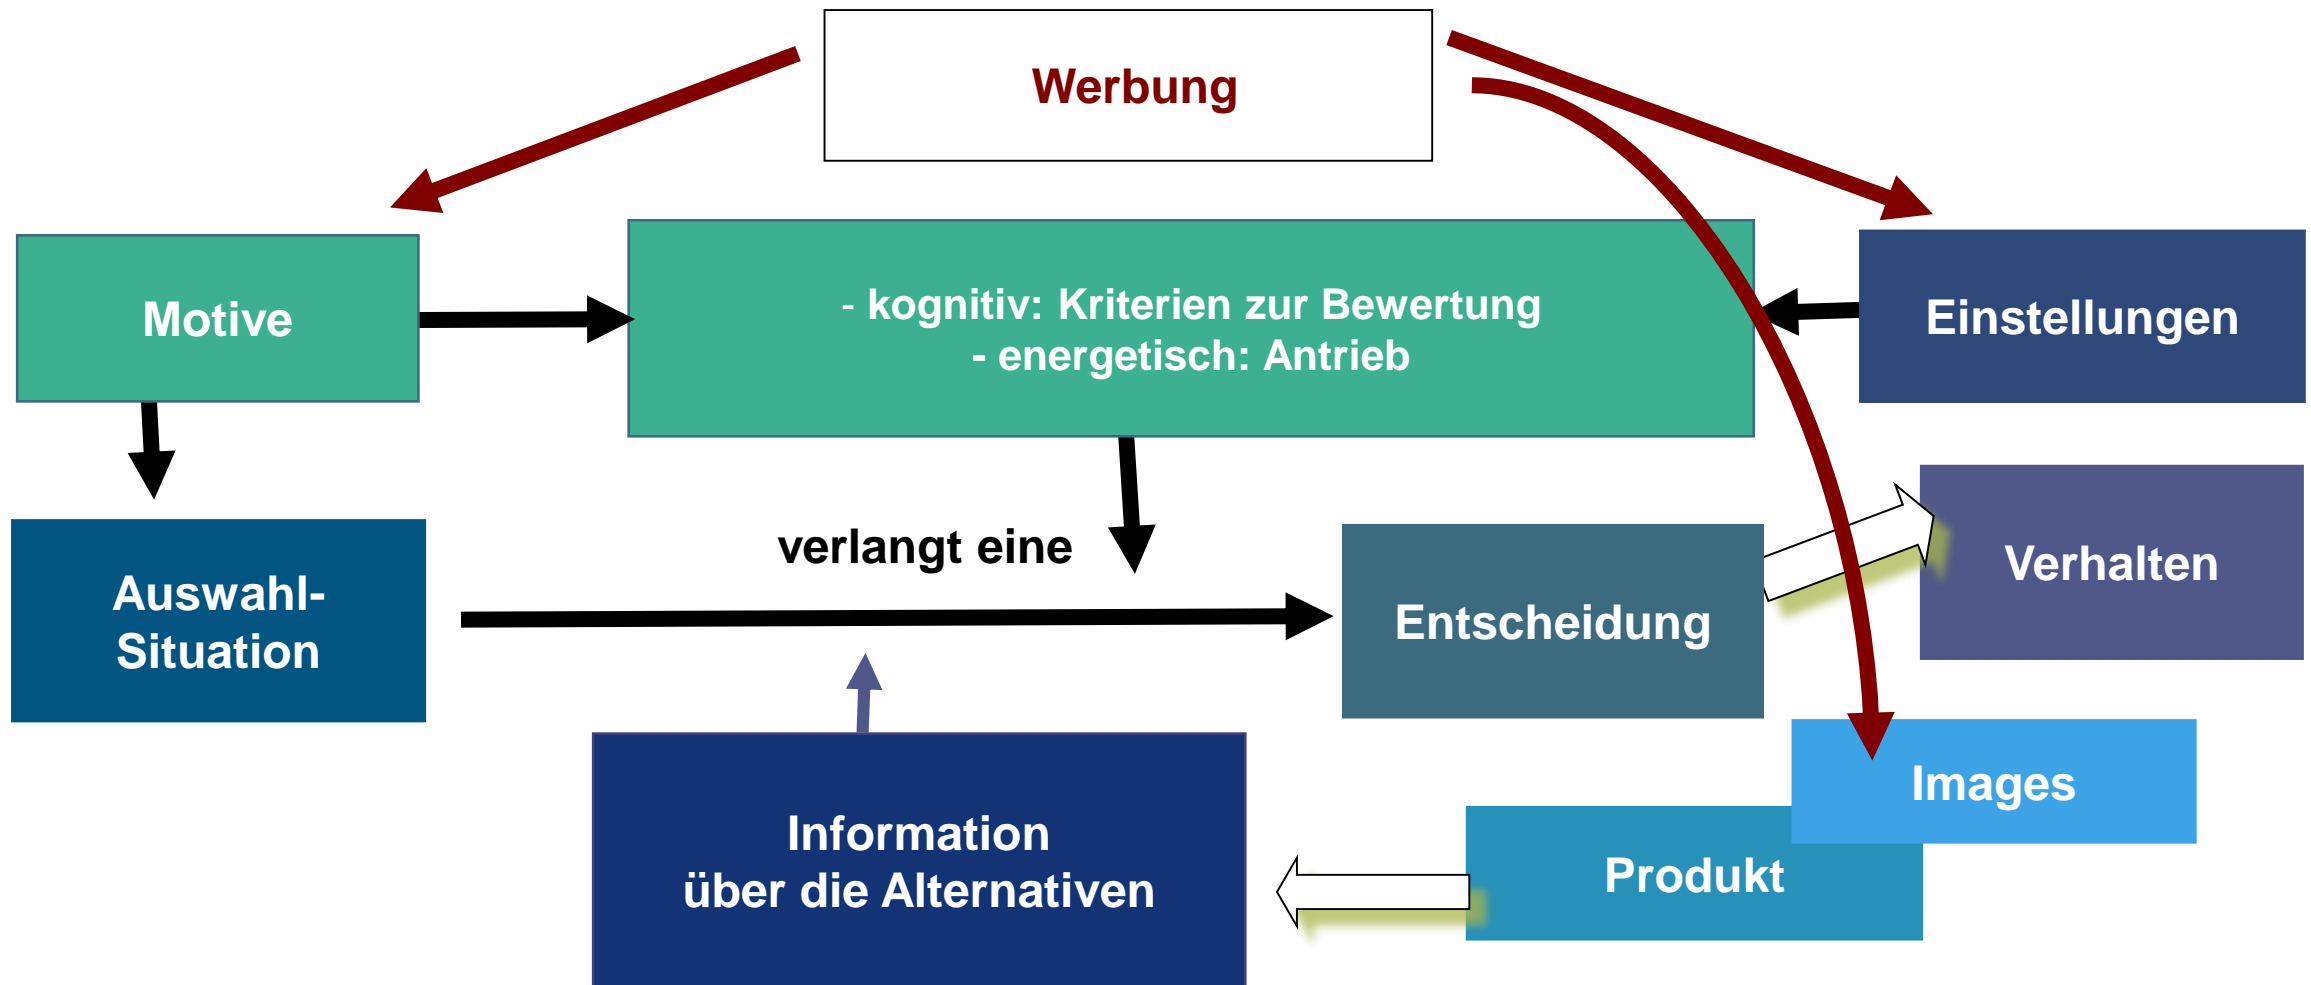 Werbung
Motive
- kognitiv: Kriterien zur Bewertung
- energetisch: Antrieb
Einstellungen
verlangt eine
Auswahl-
Situation
Entscheidung
Verhalten
Information
über die Alternativen
Produkt
Images